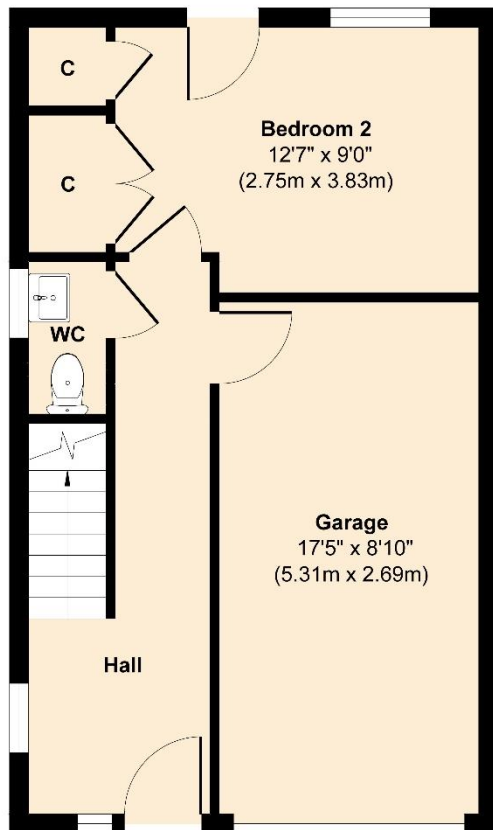 C
Bedroom 2
12'7" x 9'0"
(2.75m x 3.83m)
C
WC
Garage
17'5" x 8'10"
(5.31m x 2.69m)
Hall